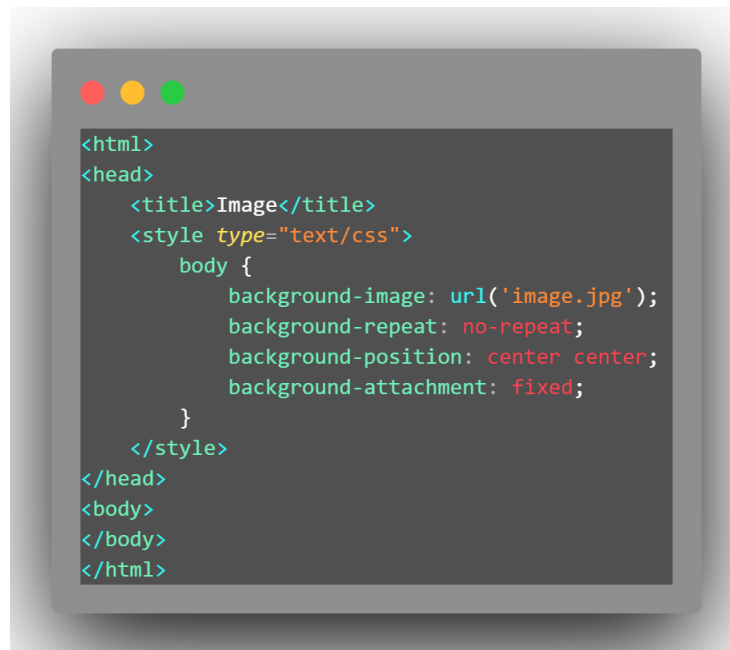 <html>
<head>
    <title>Image</title>
    <style type="text/css">
        body {
            background-image: url('image.jpg');
            background-repeat: no-repeat;
            background-position: center center;
            background-attachment: fixed;
        }
    </style>
</head>
<body>
</body>
</html>